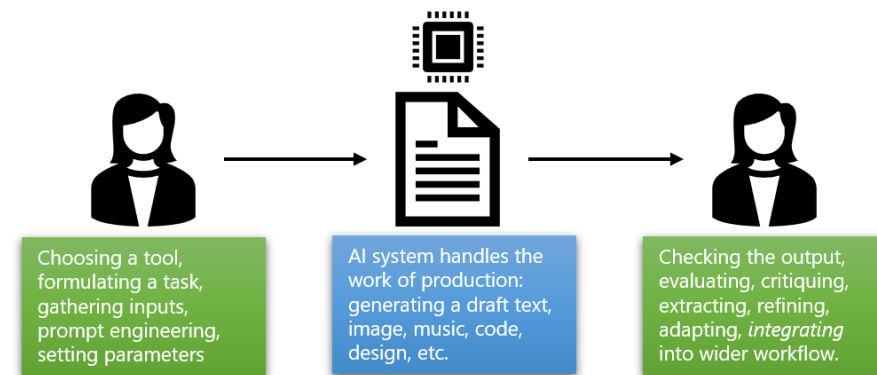 Choosing a tool,
formulating a task,
gathering inputs,
prompt engineering,
setting parameters
AI system handles the
work of production:
generating a draft text,
image, music, code,
design, etc.
Checking the output,
evaluating, critiquing,
extracting, refining,
adapting, integrating
into wider workflow.